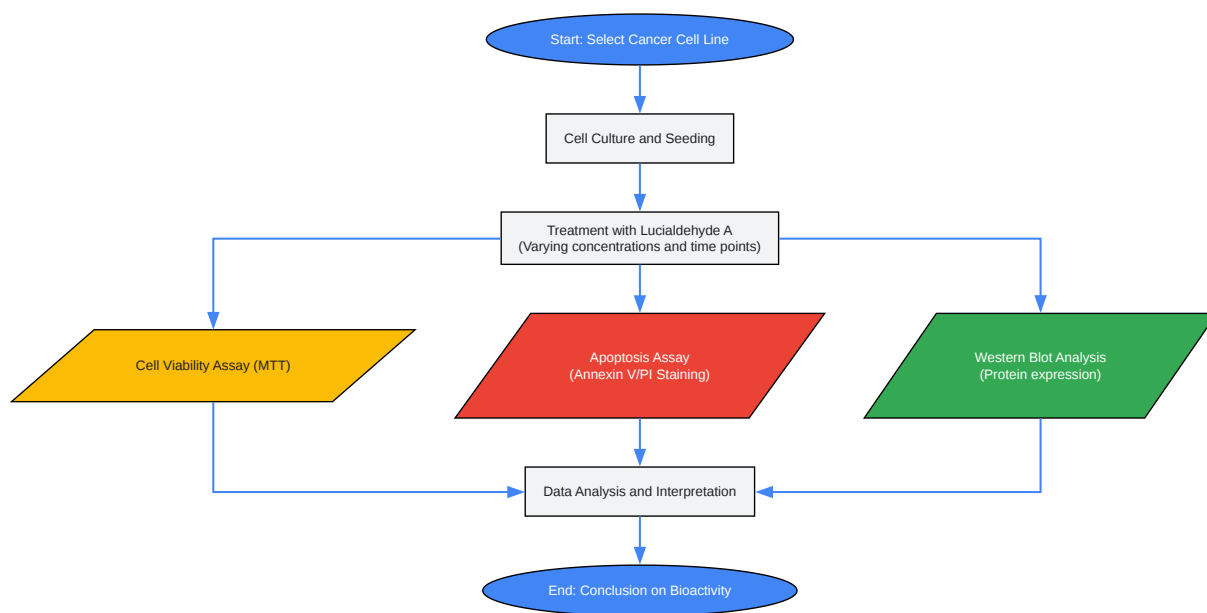 Start: Select Cancer Cell Line
Cell Culture and Seeding
Treatment with Lucialdehyde A
(Varying concentrations and time points)
Cell Viability Assay (MTT)
Apoptosis Assay
(Annexin V/PI Staining)
Western Blot Analysis
(Protein expression)
Data Analysis and Interpretation
End: Conclusion on Bioactivity